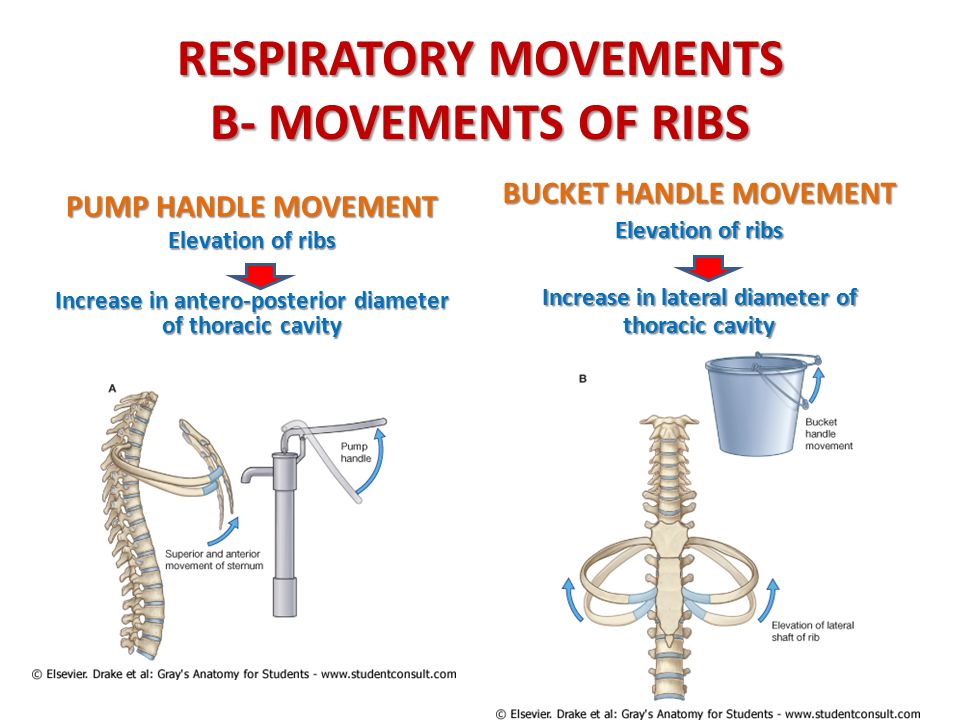 RESPIRATORY MOVEMENTS
B- MOVEMENTS OF RIBS
PUMP HANDLE MOVEMENT
Elevation of ribs
Increase in antero-posterior diameter
of thoracic cavity
A
Pump
handle
Superior and anterior
movement of sternum
© Elsevier. Drake et al: Gray's Anatomy for Students - www.studentconsult.com
BUCKET HANDLE MOVEMENT
Elevation of ribs
Increase in lateral diameter of
thoracic cavity
B
Bucket
handle
movement
Elevation of lateral
shaft of rib
© Elsevier. Drake et al: Gray's Anatomy for Students - www.studentconsult.com